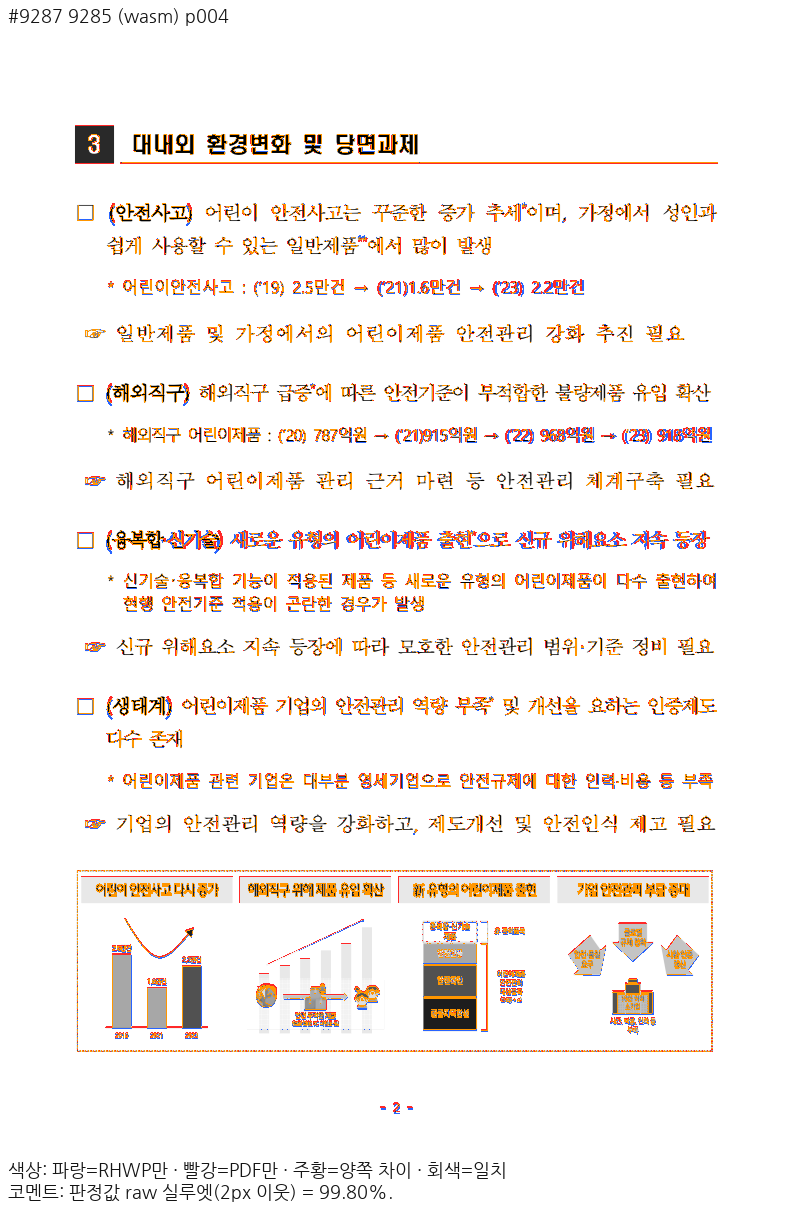 #9287 9285 (wasm) p004
3 대내외 환경변화 및 당면과제
□ (안전사고) 어린이 안전사고는 꾸준한 증가 추세*이며, 가정에서 성인과
쉽게 사용할 수 있는 일반제품**에서 많이 발생
* 어린이안전사고 : ('19) 2.5만건 → ('21)1.6만건 → ('23) 2.2만건
☞ 일반제품 및 가정에서의 어린이제품 안전관리 강화 추진 필요
□ (해외직구) 해외직구 급증*에 따른 안전기준이 부적합한 불량제품 유입 확산
* 해외직구 어린이제품 : ('20) 787억원 → ('21)915억원 → ('22) 968억원 → ('23) 948억원
☞ 해외직구 어린이제품 관리 근거 마련 등 안전관리 체계구축 필요
□ (융복합·신기술) 새로운 유형의 어린이제품 출현*으로 신규 위해요소 지속 등장
* 신기술·융복합 기능이 적용된 제품 등 새로운 유형의 어린이제품이 다수 출현하여
현행 안전기준 적용이 곤란한 경우가 발생
☞ 신규 위해요소 지속 등장에 따라 모호한 안전관리 범위·기준 정비 필요
□ (생태계) 어린이제품 기업의 안전관리 역량 부족* 및 개선을 요하는 인증제도
다수 존재
* 어린이제품 관련 기업은 대부분 영세기업으로 안전규제에 대한 인력·비용 등 부족
☞ 기업의 안전관리 역량을 강화하고, 제도개선 및 안전인식 제고 필요
어린이 안전사고 다시 증가 해외직구 위해 제품 유입 확산 新 유형의 어린이제품 출현 기업 안전관리 부담 증대
- 2 -
색상: 파랑=RHWP만 · 빨강=PDF만 · 주황=양쪽 차이 · 회색=일치
코멘트: 판정값 raw 실루엣(2px 이웃) = 99.80%.